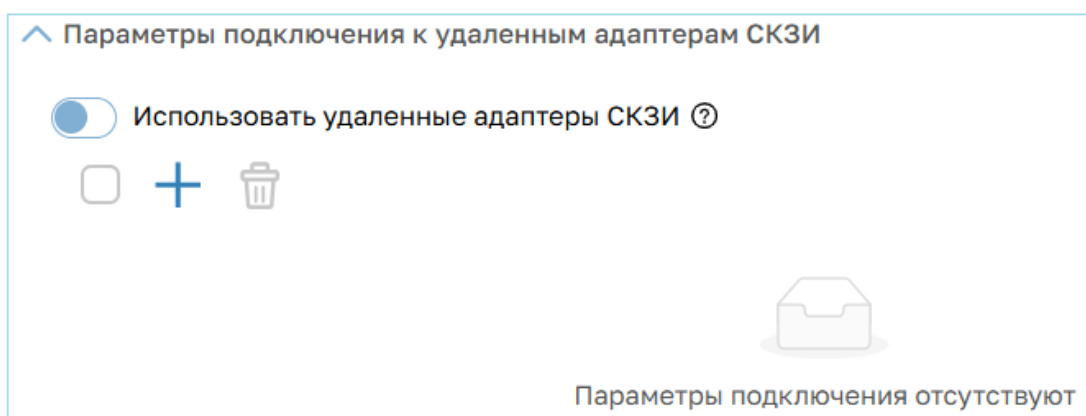 Параметры подключения к удаленным адаптерам СКЗИ
Использовать удаленные адаптеры СКЗИ ?
Параметры подключения отсутствуют